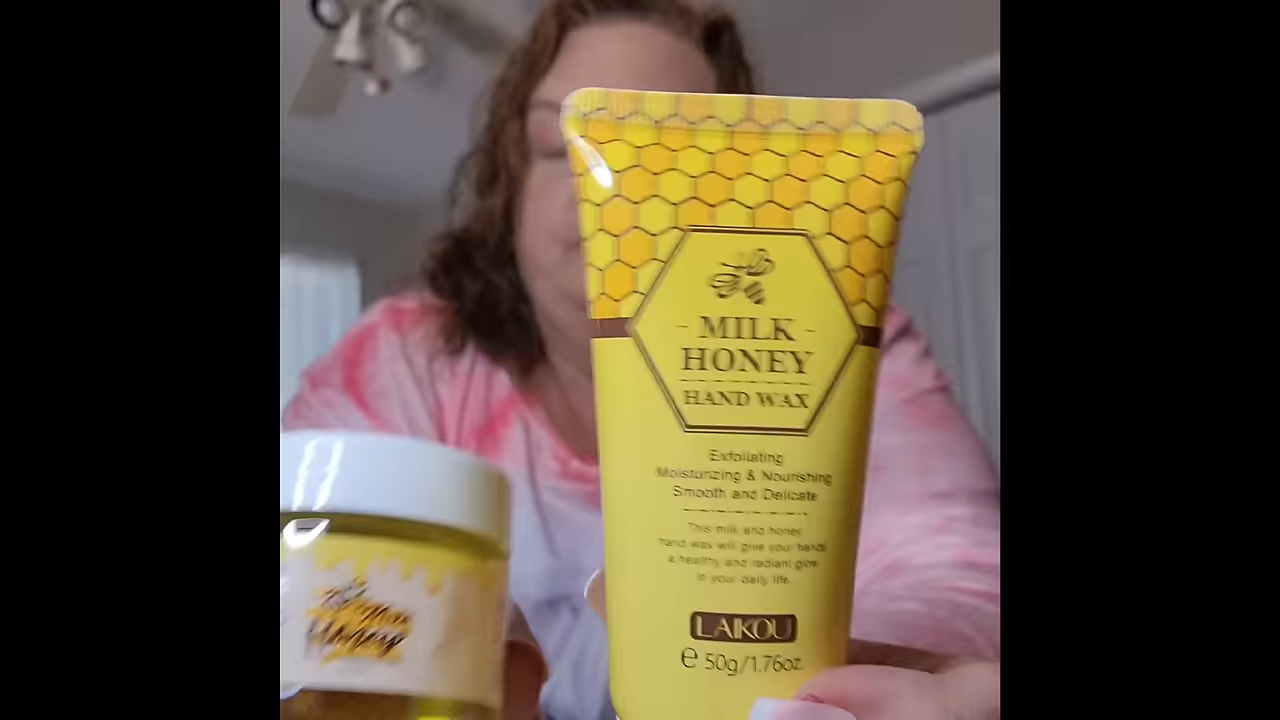 - MILK -
HONEY
HAND WAX
Exfoliating
Moisturizing & Nourishing
Smooth and Delicate
This milk and honey
hand wax will give your hands
a healthy and radiant glow
in your daily life.
LAIKOU
e 50g/1.76oz.
Honey